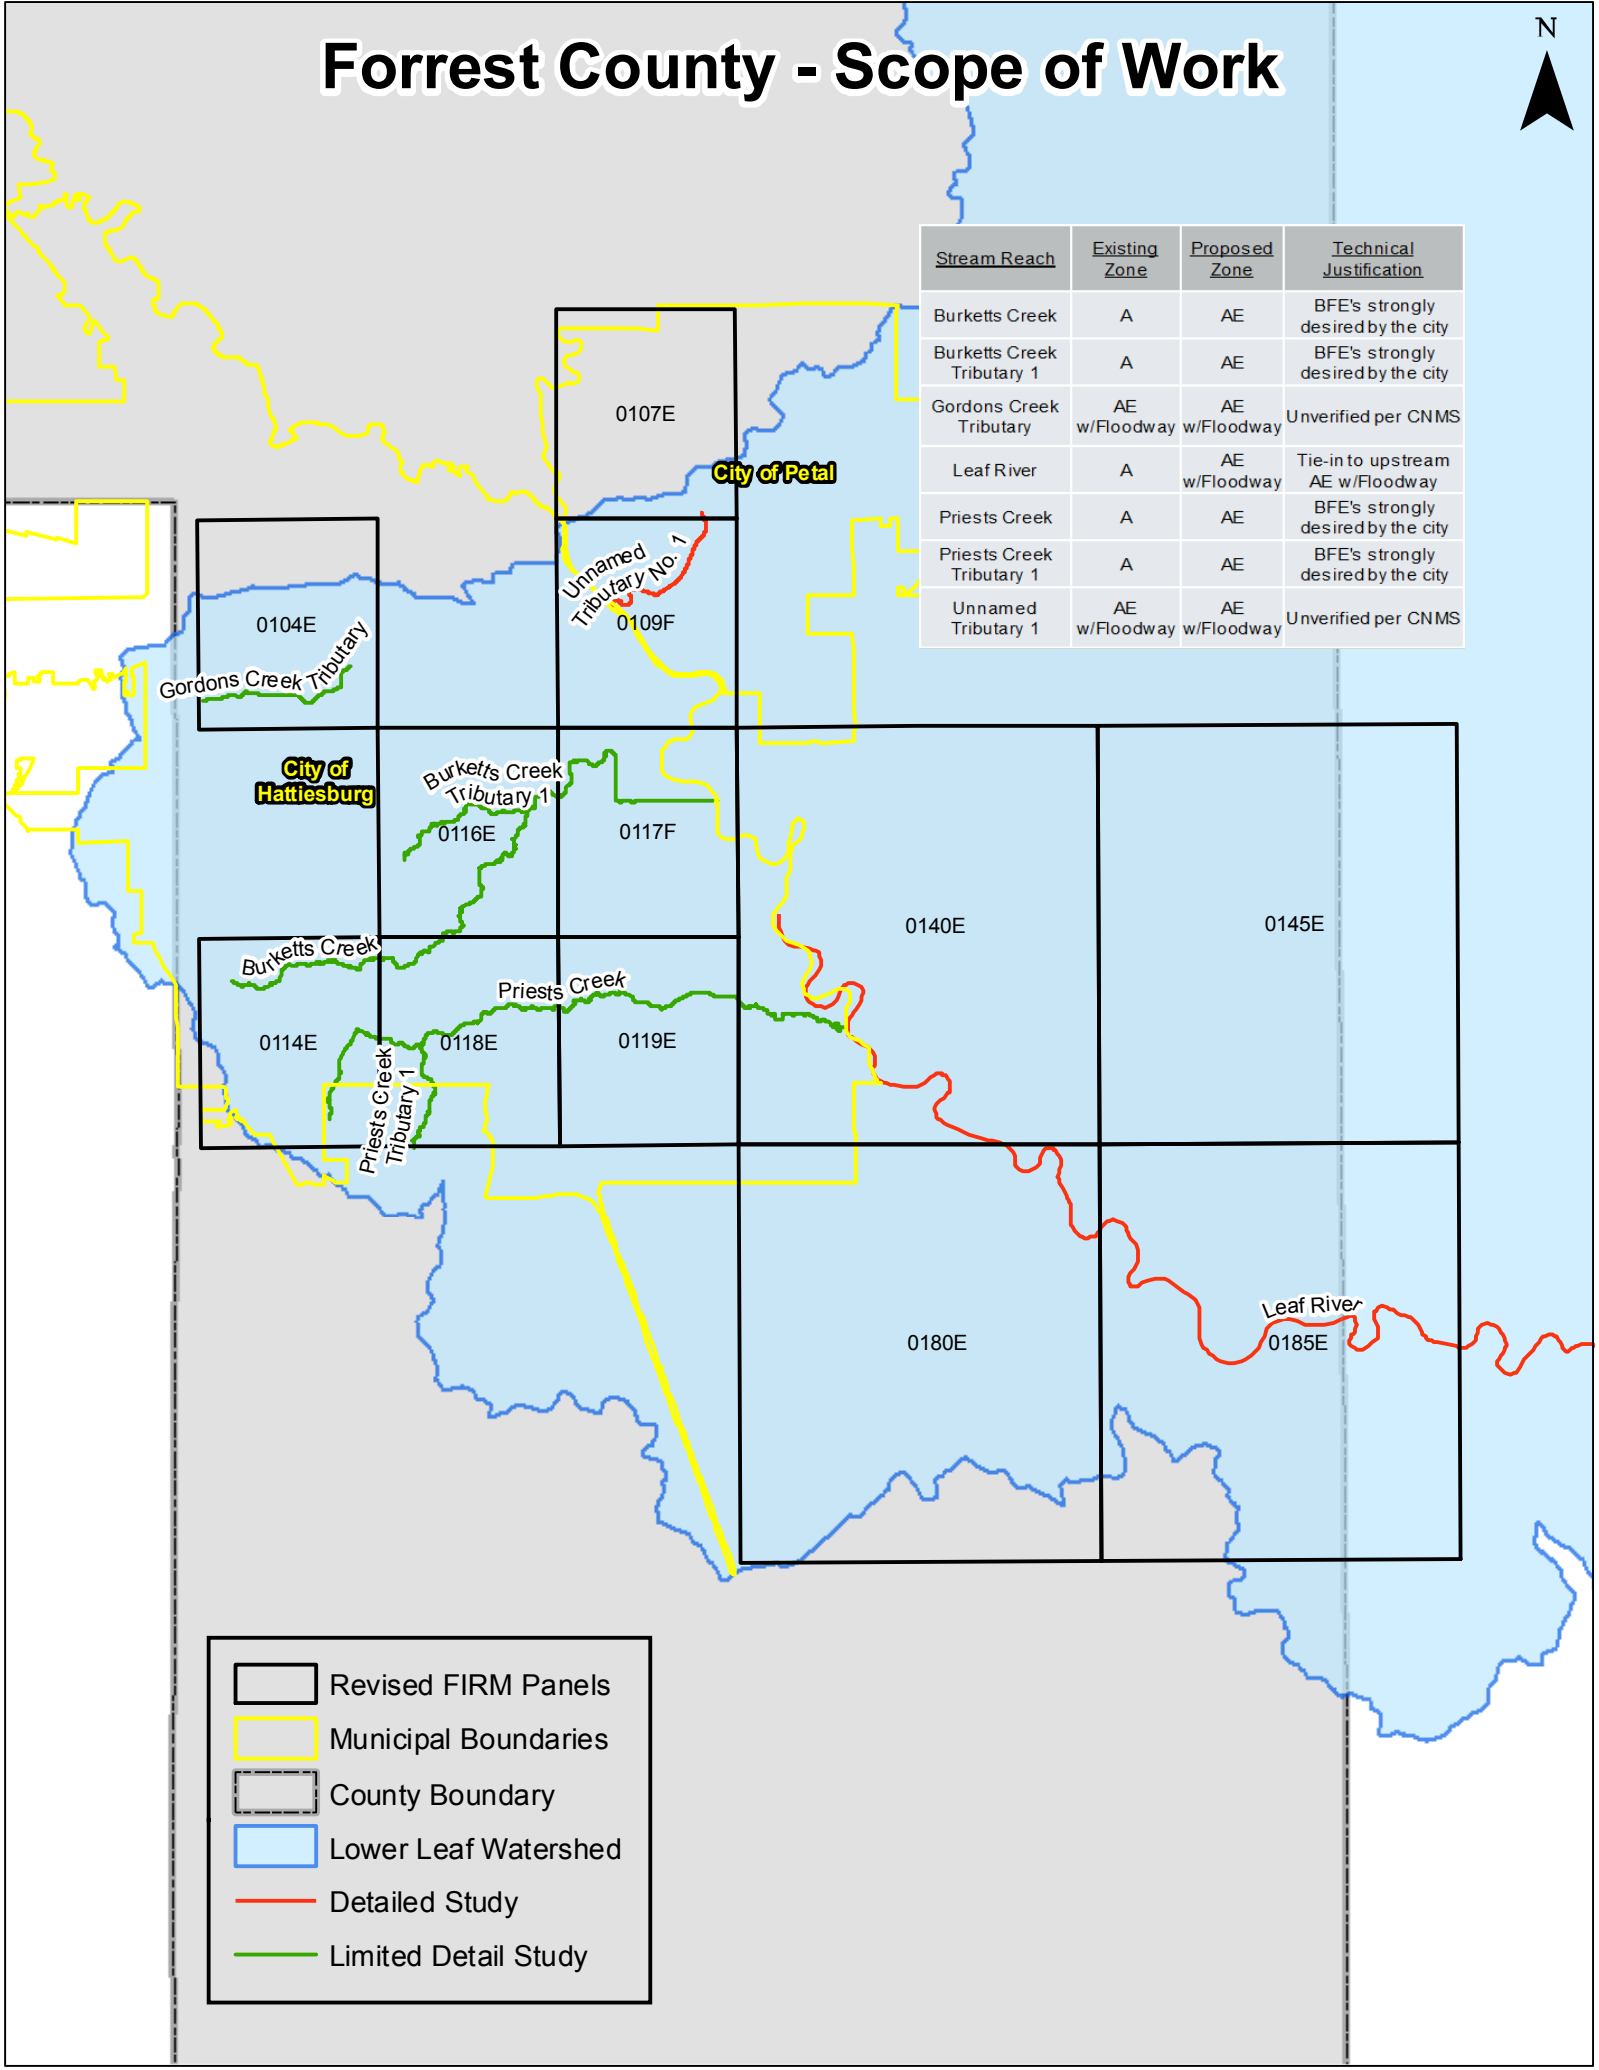 Forrest County - Scope of Work
N
Stream Reach
Existing
Zone
Proposed
Zone
Technical
Justification
Burketts Creek
A
AE
BFE's strongly
desired by the city
Burketts Creek
Tributary 1
A
AE
BFE's strongly
desired by the city
Gordons Creek
Tributary
AE
w/Floodway
AE
w/Floodway
Unverified per CNMS
Leaf River
A
AE
w/Floodway
Tie-in to upstream
AE w/Floodway
Priests Creek
A
AE
BFE's strongly
desired by the city
Priests Creek
Tributary 1
A
AE
BFE's strongly
desired by the city
Unnamed
Tributary 1
AE
w/Floodway
AE
w/Floodway
Unverified per CNMS
0107E
City of Petal
Unnamed
Tributary No. 1
0109F
0104E
Gordons Creek Tributary
City of
Hattiesburg
Burketts Creek
Tributary 1
0116E
0117F
0140E
0145E
Burketts Creek
Priests Creek
0114E
0118E
0119E
Priests Creek
Tributary 1
Leaf River
0180E
0185E
Revised FIRM Panels
Municipal Boundaries
County Boundary
Lower Leaf Watershed
Detailed Study
Limited Detail Study